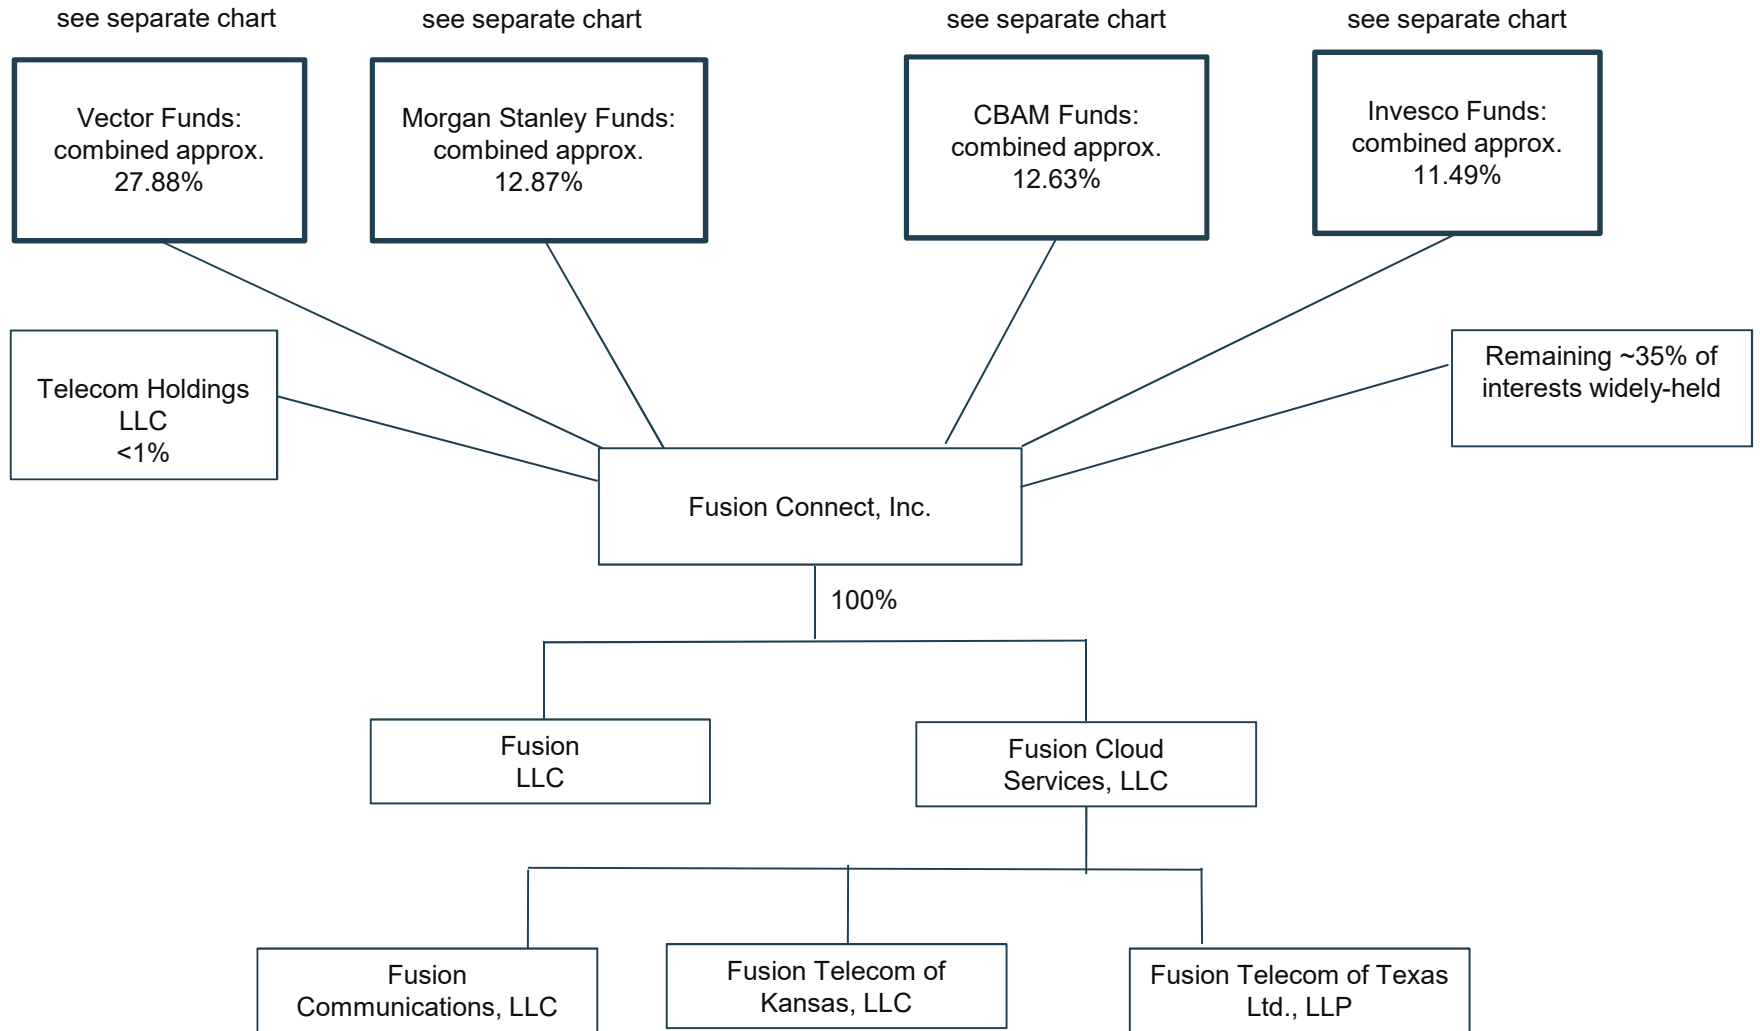 see separate chart
see separate chart
see separate chart
see separate chart
Vector Funds:
combined approx.
27.88%
Morgan Stanley Funds:
combined approx.
12.87%
CBAM Funds:
combined approx.
12.63%
Invesco Funds:
combined approx.
11.49%
Telecom Holdings
LLC
<1%
Remaining ~35% of
interests widely-held
Fusion Connect, Inc.
100%
Fusion
LLC
Fusion Cloud
Services, LLC
Fusion
Communications, LLC
Fusion Telecom of
Kansas, LLC
Fusion Telecom of Texas
Ltd., LLP